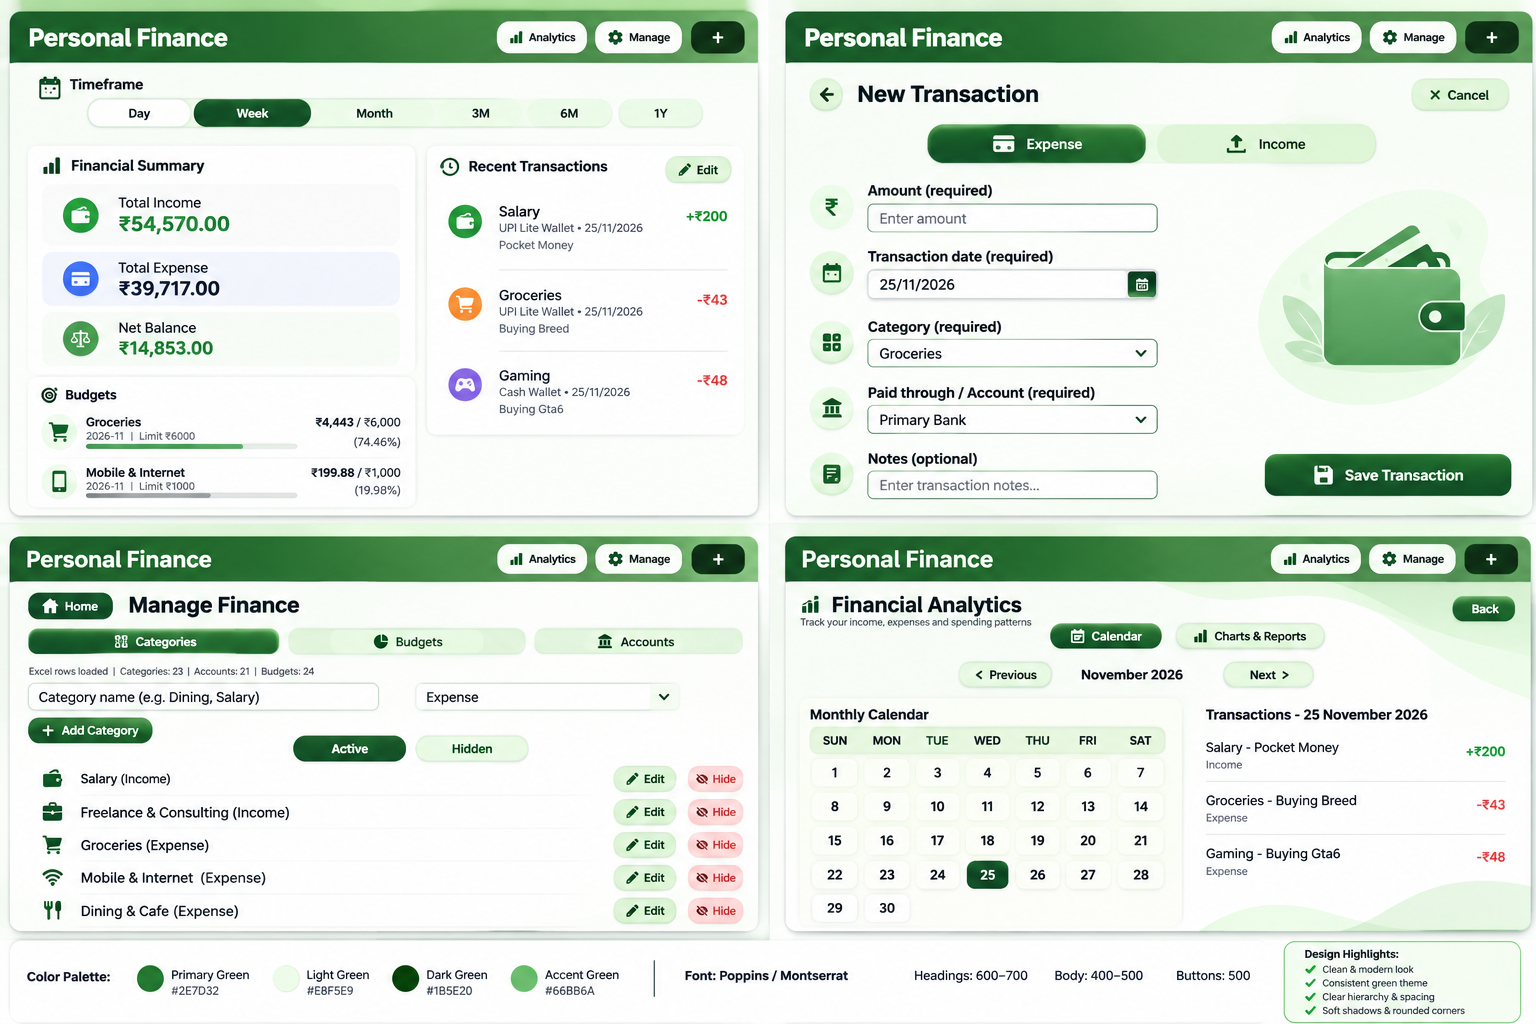 Personal Finance
Analytics
Manage
+
Timeframe
Day Week Month 3M 6M 1Y
Financial Summary
Total Income
₹54,570.00
Total Expense
₹39,717.00
Net Balance
₹14,853.00
Budgets
Groceries
2026-11 | Limit ₹6000
₹4,443 / ₹6,000
(74.46%)
Mobile & Internet
2026-11 | Limit ₹1000
₹199.88 / ₹1,000
(19.98%)
Recent Transactions
Edit
Salary
UPI Lite Wallet • 25/11/2026
Pocket Money
+₹200
Groceries
UPI Lite Wallet • 25/11/2026
Buying Breed
-₹43
Gaming
Cash Wallet • 25/11/2026
Buying Gta6
-₹48
Personal Finance
Analytics
Manage
+
New Transaction
× Cancel
Expense
Income
Amount (required)
₹
Enter amount
Transaction date (required)
25/11/2026
Category (required)
Groceries
Paid through / Account (required)
Primary Bank
Notes (optional)
Enter transaction notes...
Save Transaction
Personal Finance
Analytics
Manage
+
Home
Manage Finance
Categories
Budgets
Accounts
Excel rows loaded | Categories: 23 | Accounts: 21 | Budgets: 24
Category name (e.g. Dining, Salary)
Expense
+ Add Category
Active
Hidden
Salary (Income)
Edit
Hide
Freelance & Consulting (Income)
Edit
Hide
Groceries (Expense)
Edit
Hide
Mobile & Internet (Expense)
Edit
Hide
Dining & Cafe (Expense)
Edit
Hide
Personal Finance
Analytics
Manage
+
Financial Analytics
Track your income, expenses and spending patterns
Back
Calendar
Charts & Reports
< Previous
November 2026
Next >
Monthly Calendar
SUN MON TUE WED THU FRI SAT
1 2 3 4 5 6 7
8 9 10 11 12 13 14
15 16 17 18 19 20 21
22 23 24 25 26 27 28
29 30
Transactions - 25 November 2026
Salary - Pocket Money
Income
+₹200
Groceries - Buying Breed
Expense
-₹43
Gaming - Buying Gta6
Expense
-₹48
Color Palette:
Primary Green
#2E7D32
Light Green
#E8F5E9
Dark Green
#1B5E20
Accent Green
#66BB6A
Font: Poppins / Montserrat
Headings: 600–700
Body: 400–500
Buttons: 500
Design Highlights:
Clean & modern look
Consistent green theme
Clear hierarchy & spacing
Soft shadows & rounded corners